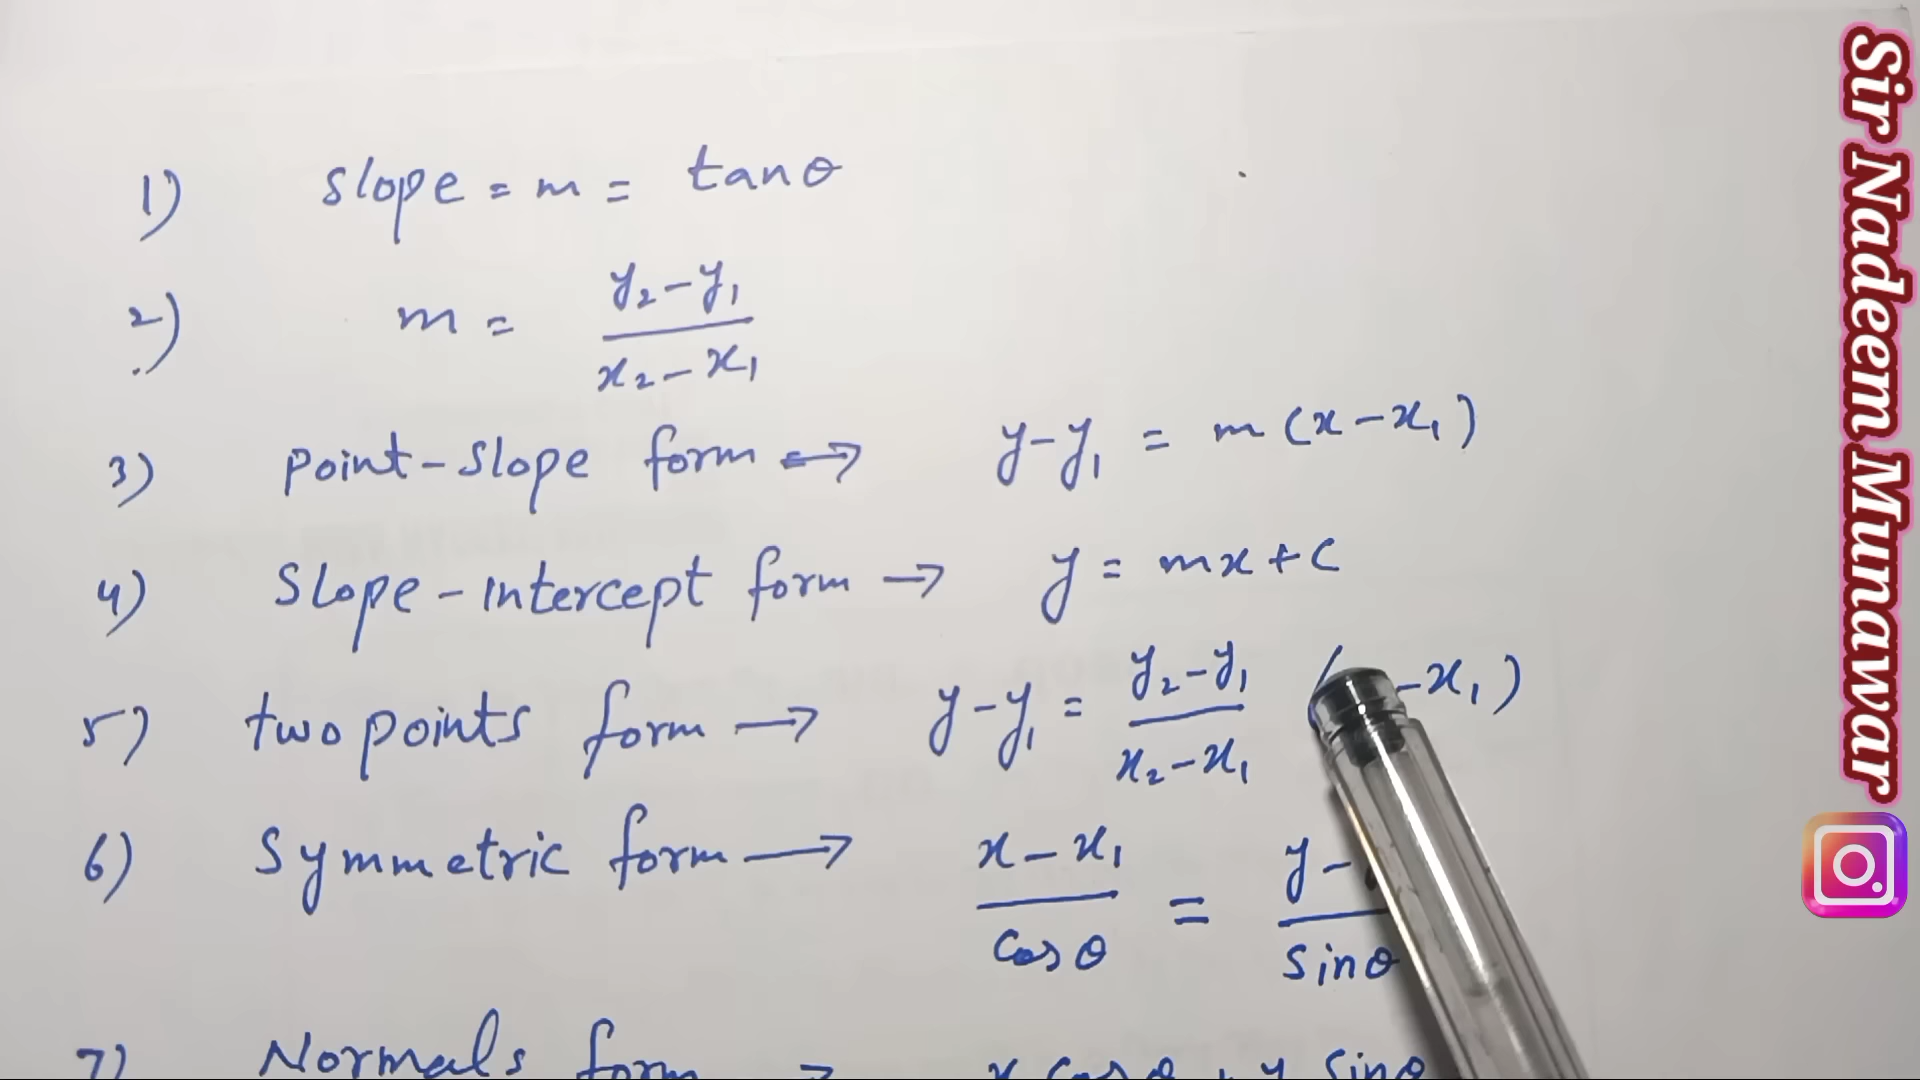 1) slope = m = tanθ
2) m = y₂-y₁ / x₂-x₁
3) point-slope form → y-y₁ = m(x-x₁)
4) Slope-intercept form → y = mx+c
5) two points form → y-y₁ = y₂-y₁ / x₂-x₁ ( -x₁)
6) Symmetric form → x-x₁ / cosθ = y- / sinθ
7) Normals form → x cosθ + y sinθ
Sir Nadeem Munawar